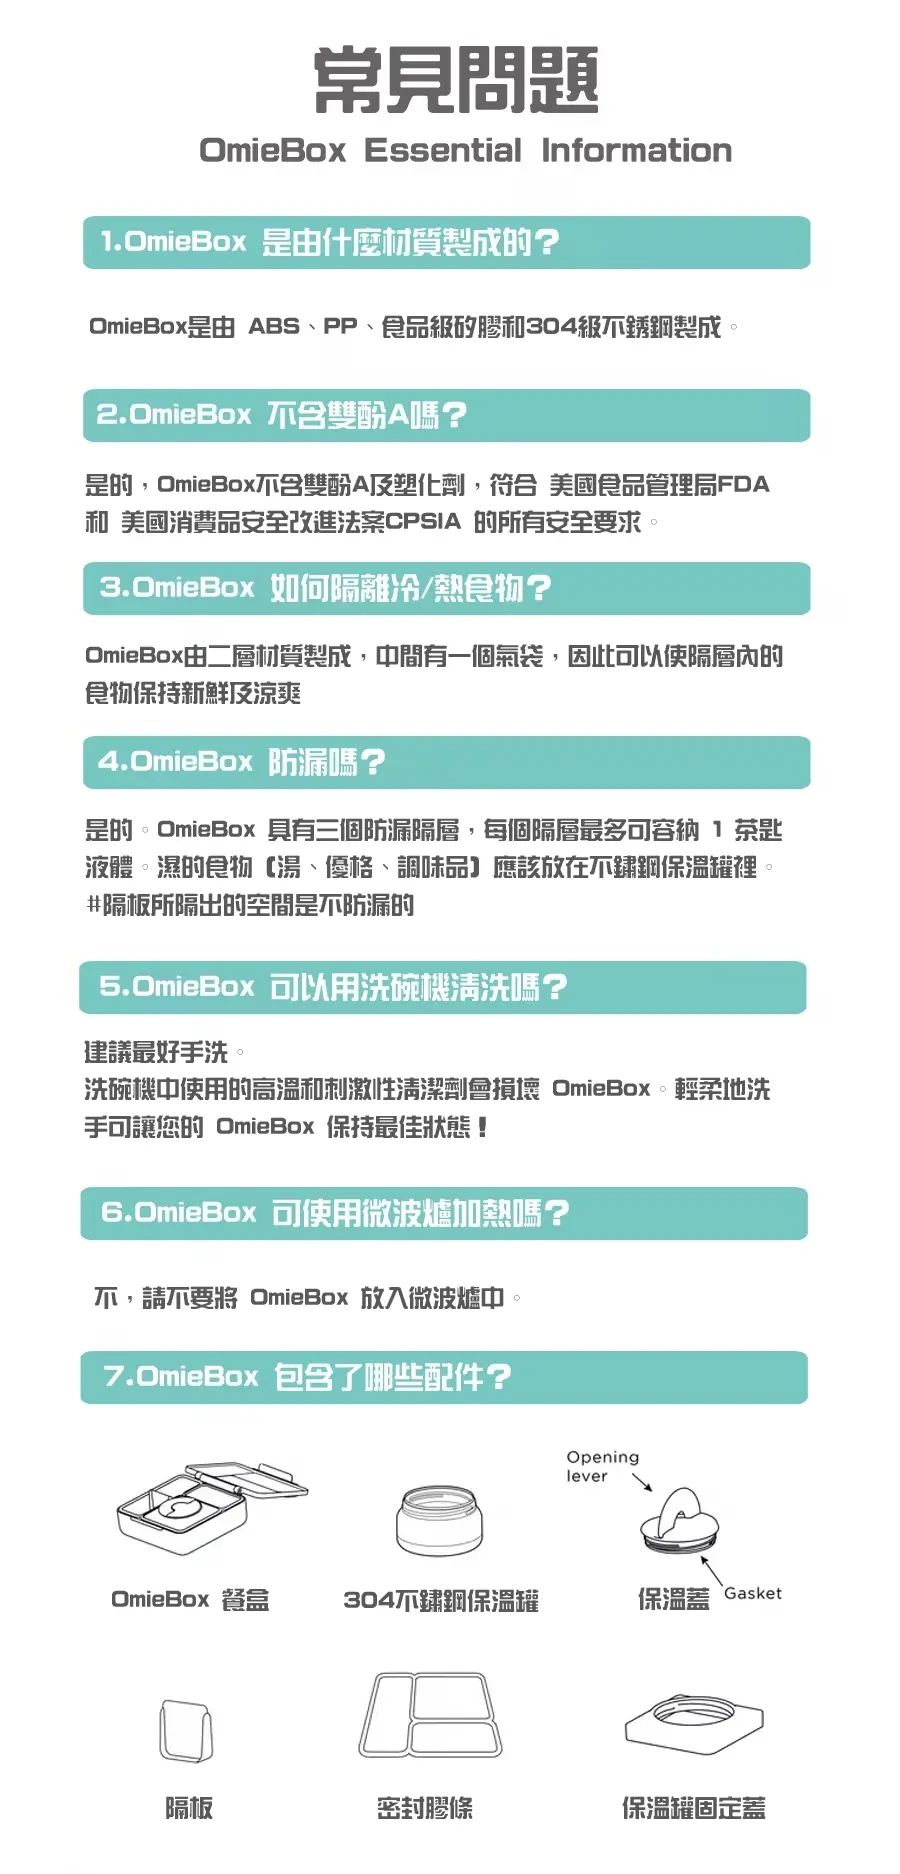 常見問題
OmieBox Essential Information
1.OmieBox 是由什麼材質製成的?
OmieBox是由 ABS、PP、食品級矽膠和304級不銹鋼製成。
2.OmieBox 不含雙酚A嗎?
是的，OmieBox不含雙酚A及塑化劑，符合 美國食品管理局FDA
和 美國消費品安全改進法案CPSIA 的所有安全要求。
3.OmieBox 如何隔離冷/熱食物?
OmieBox由二層材質製成，中間有一個氣袋，因此可以使隔層內的
食物保持新鮮及涼爽
4.OmieBox 防漏嗎?
是的。OmieBox 具有三個防漏隔層，每個隔層最多可容納 1 茶匙
液體。濕的食物（湯、優格、調味品）應該放在不鏽鋼保溫罐裡。
#隔板所隔出的空間是不防漏的
5.OmieBox 可以用洗碗機清洗嗎?
建議最好手洗。
洗碗機中使用的高溫和刺激性清潔劑會損壞 OmieBox。輕柔地洗
手可讓您的 OmieBox 保持最佳狀態!
6.OmieBox 可使用微波爐加熱嗎?
不，請不要將 OmieBox 放入微波爐中。
7.OmieBox 包含了哪些配件?
Opening
lever
Gasket
OmieBox 餐盒
304不鏽鋼保溫罐
保溫蓋
隔板
密封膠條
保溫罐固定蓋